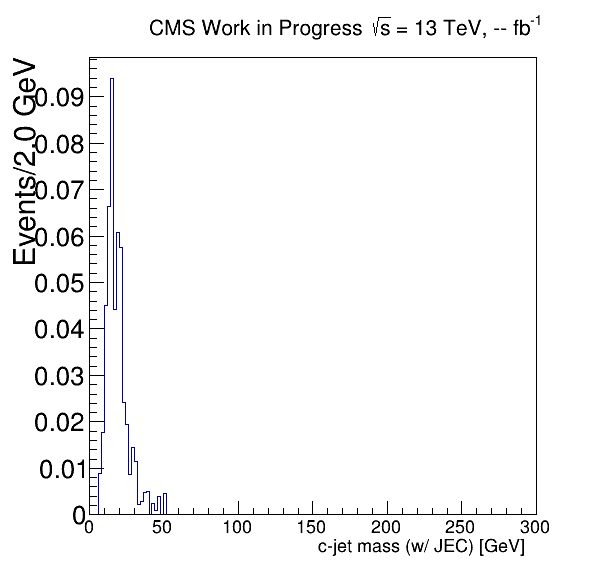 CMS Work in Progress √s = 13 TeV, -- fb-1
Events/2.0 GeV
0.09
0.08
0.07
0.06
0.05
0.04
0.03
0.02
0.01
0
0 50 100 150 200 250 300
c-jet mass (w/ JEC) [GeV]